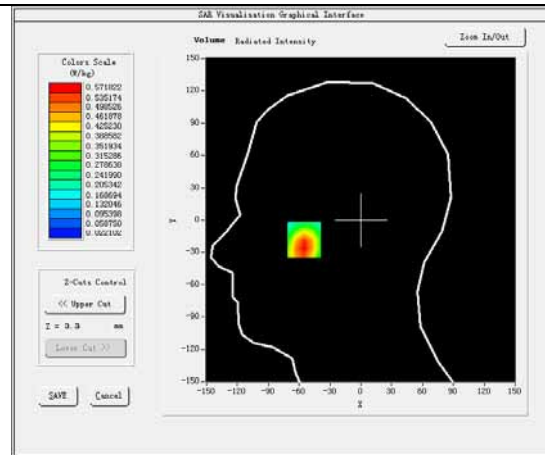 SAR Visualisation Graphical Interface
Volume Radiated Intensity
Zoom In/Out
Colors Scale
(W/kg)
0.571822
0.535174
0.498526
0.461878
0.425230
0.388582
0.351934
0.315286
0.278638
0.241990
0.205342
0.168694
0.132046
0.095398
0.058750
0.022102
Z-Cuts Control
<< Upper Cut
Z = 3.3 mm
Lower Cut >>
SAVE Cancel
150
120
90
60
30
0
-30
-60
-90
-120
-150
Y
-150 -120 -90 -60 -30 0 30 60 90 120 150
X